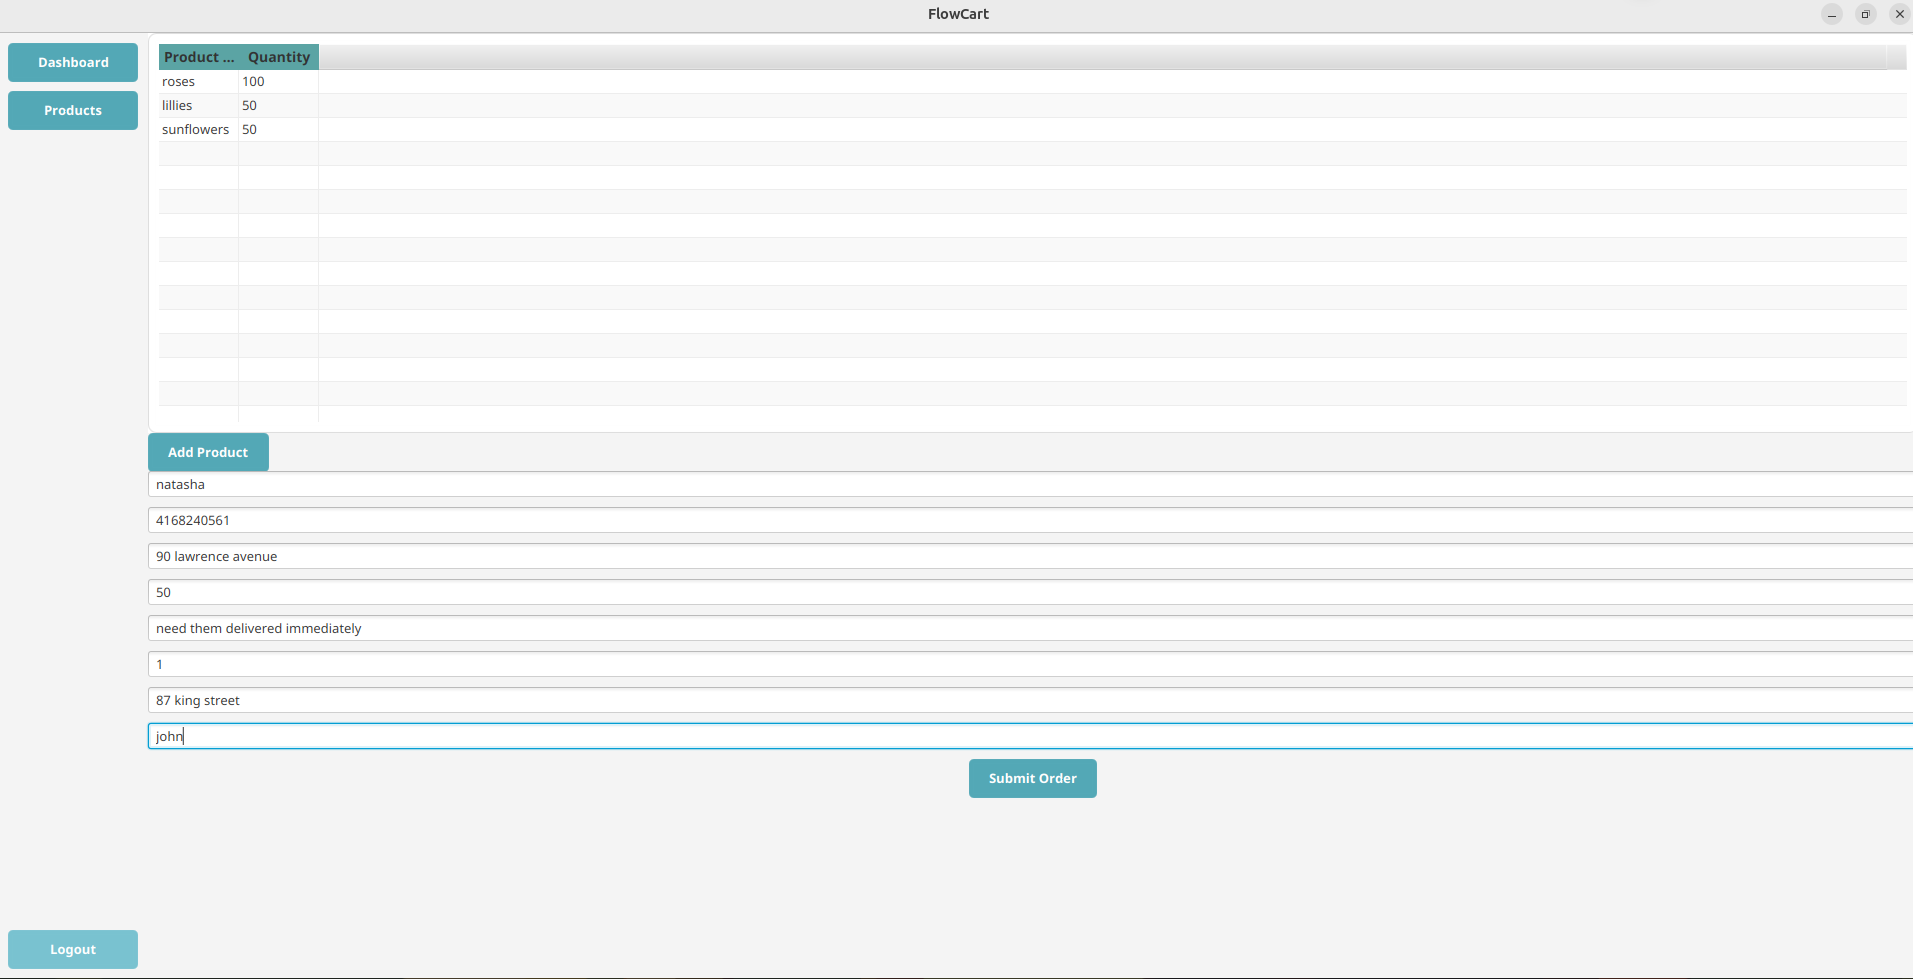 FlowCart
Dashboard
Products
Product ... Quantity
roses 100
lillies 50
sunflowers 50
Add Product
natasha
4168240561
90 lawrence avenue
50
need them delivered immediately
1
87 king street
john
Submit Order
Logout